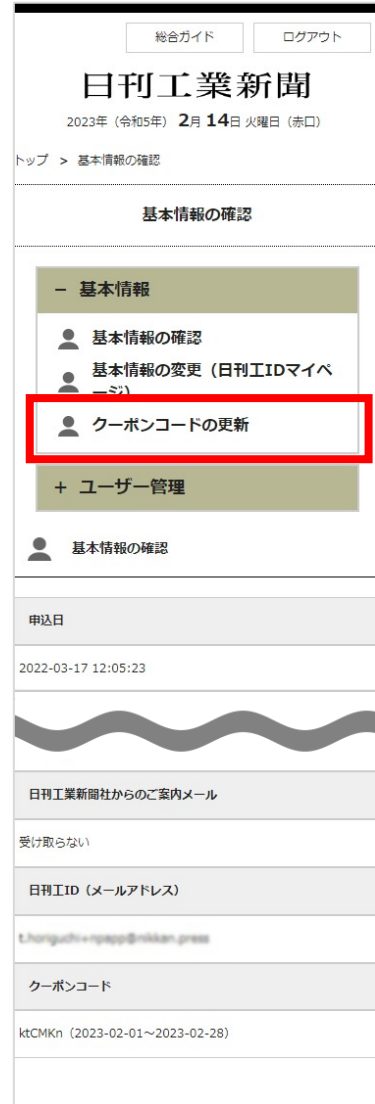 総合ガイド ログアウト
日刊工業新聞
2023年（令和5年） 2月 14日 火曜日（赤口）
トップ > 基本情報の確認
基本情報の確認
− 基本情報
基本情報の確認
基本情報の変更（日刊工IDマイペ
ージ）
クーポンコードの更新
+ ユーザー管理
基本情報の確認
申込日
2022-03-17 12:05:23
日刊工業新聞社からのご案内メール
受け取らない
日刊工ID（メールアドレス）
クーポンコード
ktCMKn（2023-02-01～2023-02-28）